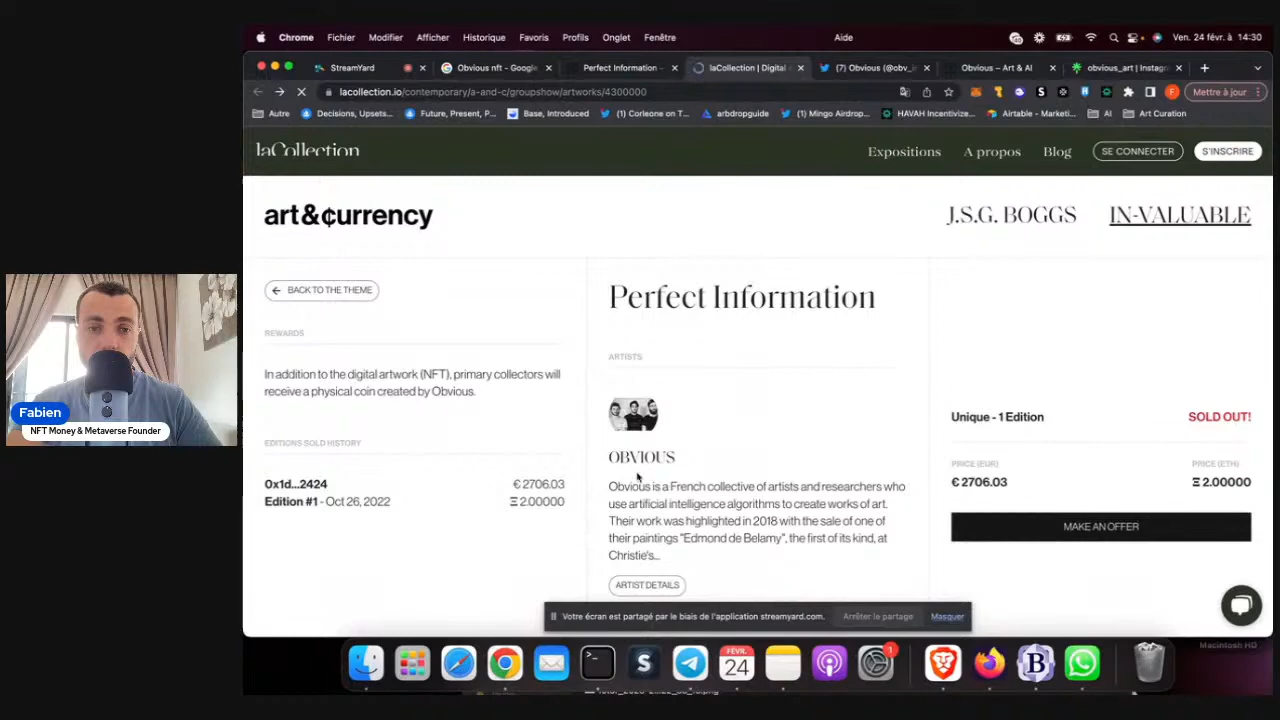 Chrome Fichier Modifier Afficher Historique Favoris Profils Onglet Fenêtre Aide Ven. 24 févr. à 14:30
StreamYard
Obvious nft - Google
Perfect Information -
laCollection | Digital
(7) Obvious (@obv_i
Obvious – Art & AI
obvious_art | Instag
lacollection.io/contemporary/a-and-c/groupshow/artworks/4300000
Mettre à jour
Autre
Decisions, Upsets...
Future, Present, P...
Base, Introduced
(1) Corleone on T...
arbdropguide
(1) Mingo Airdrop...
HAVAH Incentivize...
Airtable - Marketi...
AI
Art Curation
laCollection
Expositions
A propos
Blog
SE CONNECTER
S'INSCRIRE
art&¢urrency
J.S.G. BOGGS
IN-VALUABLE
BACK TO THE THEME
REWARDS
In addition to the digital artwork (NFT), primary collectors will
receive a physical coin created by Obvious.
EDITIONS SOLD HISTORY
0x1d...2424 € 2706.03
Edition #1 - Oct 26, 2022 Ξ 2.00000
Perfect Information
ARTISTS
OBVIOUS
Obvious is a French collective of artists and researchers who
use artificial intelligence algorithms to create works of art.
Their work was highlighted in 2018 with the sale of one of
their paintings “Edmond de Belamy”, the first of its kind, at
Christie's...
ARTIST DETAILS
Unique - 1 Edition SOLD OUT!
PRICE (EUR) PRICE (ETH)
€ 2706.03 Ξ 2.00000
MAKE AN OFFER
Fabien
NFT Money & Metaverse Founder
Votre écran est partagé par le biais de l'application streamyard.com. Arrêter le partage Masquer
FÉVR.
24
1
Macintosh HD